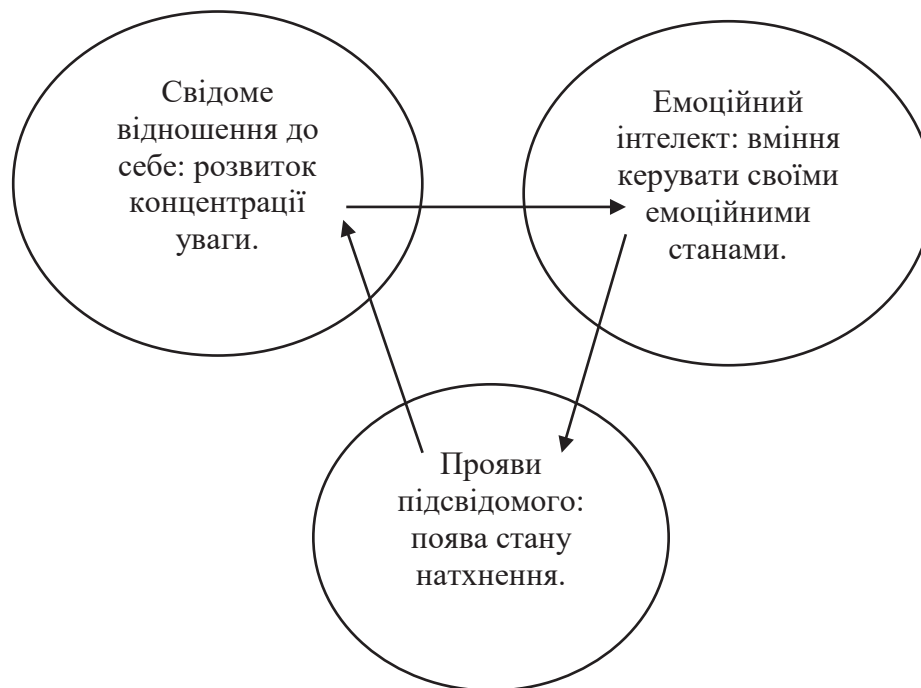 Свідоме
відношення до
себе: розвиток
концентрації
уваги.
Емоційний
інтелект: вміння
керувати своїми
емоційними
станами.
Прояви
підсвідомого:
поява стану
натхнення.